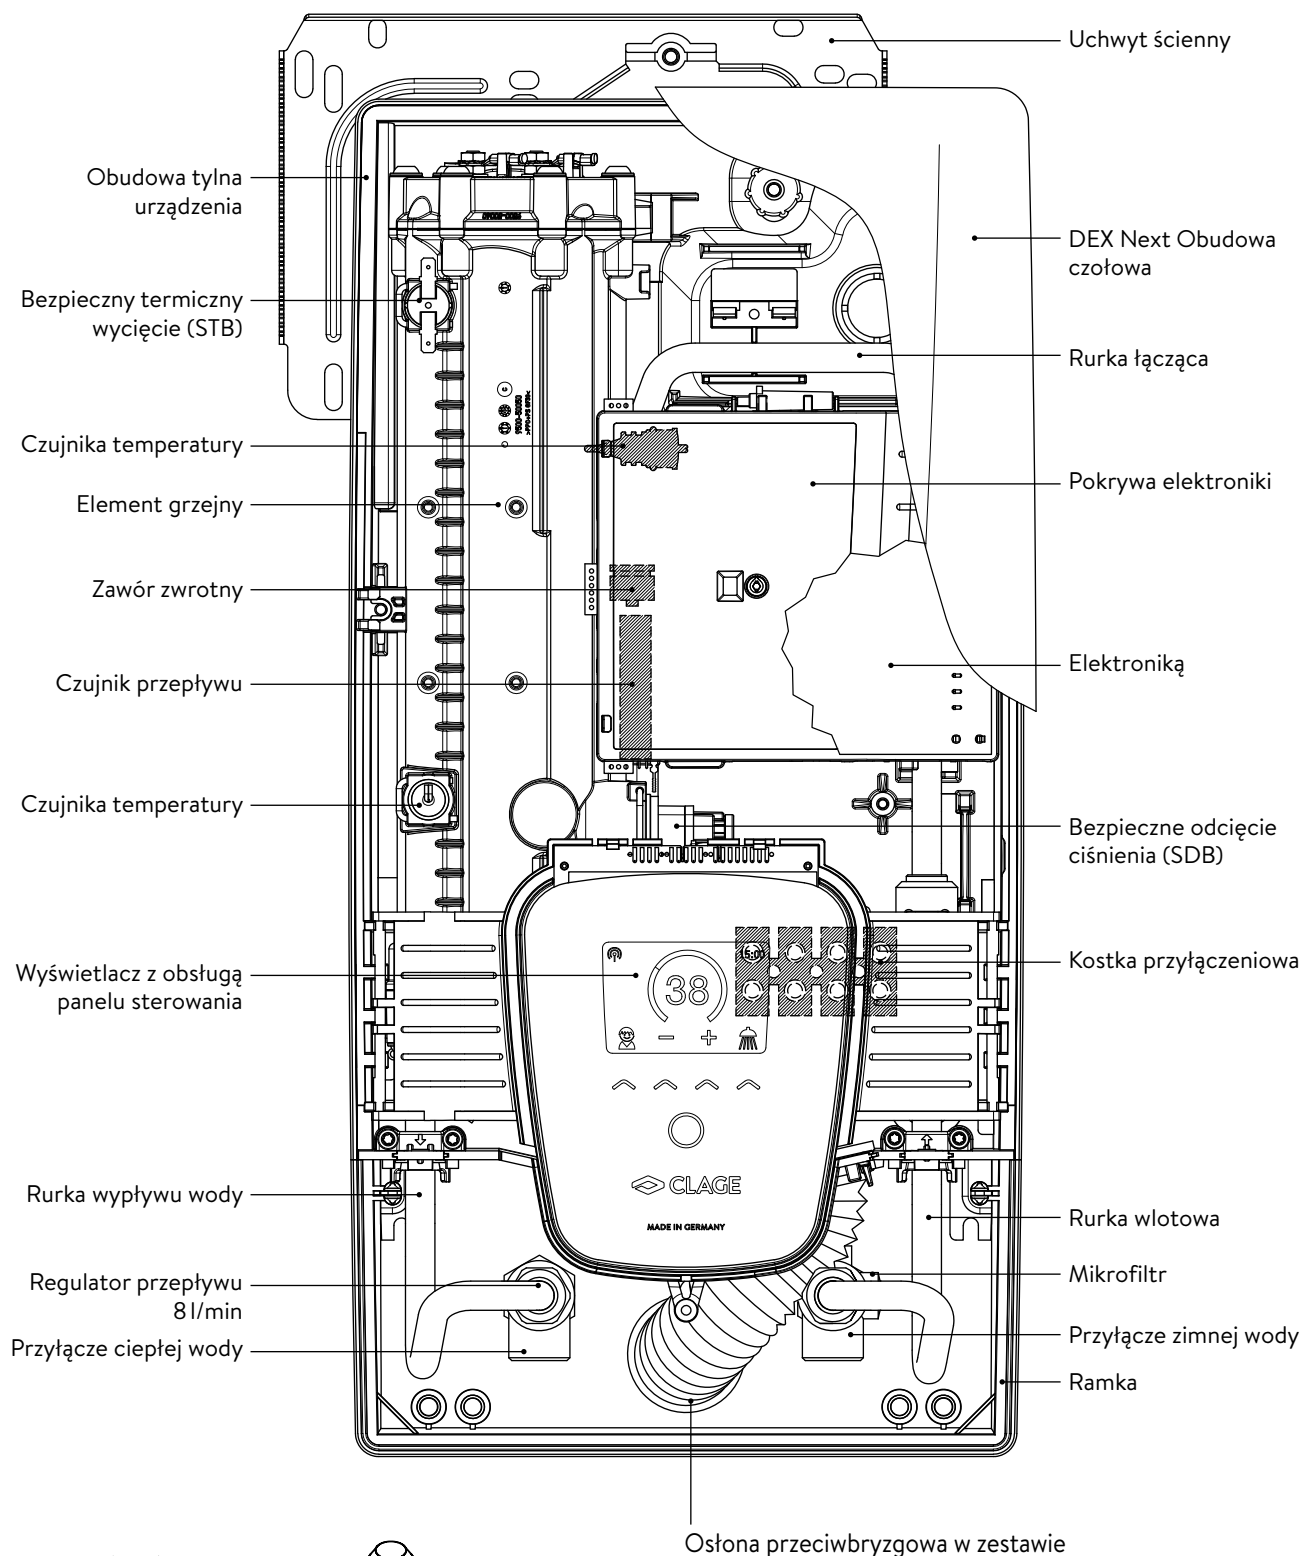 Uchwyt ścienny
Obudowa tylna
urządzenia
DEX Next Obudowa
czołowa
Bezpieczny termiczny
wycięcie (STB)
Rurka łącząca
Czujnika temperatury
Pokrywa elektroniki
Element grzejny
Zawór zwrotny
Elektroniką
Czujnik przepływu
Czujnika temperatury
Bezpieczne odcięcie
ciśnienia (SDB)
15:00
38
Wyświetlacz z obsługą
panelu sterowania
Kostka przyłączeniowa
CLAGE
MADE IN GERMANY
Rurka wypływu wody
Rurka wlotowa
Regulator przepływu
8 l/min
Mikrofiltr
Przyłącze ciepłej wody
Przyłącze zimnej wody
Ramka
Osłona przeciwbryzgowa w zestawie